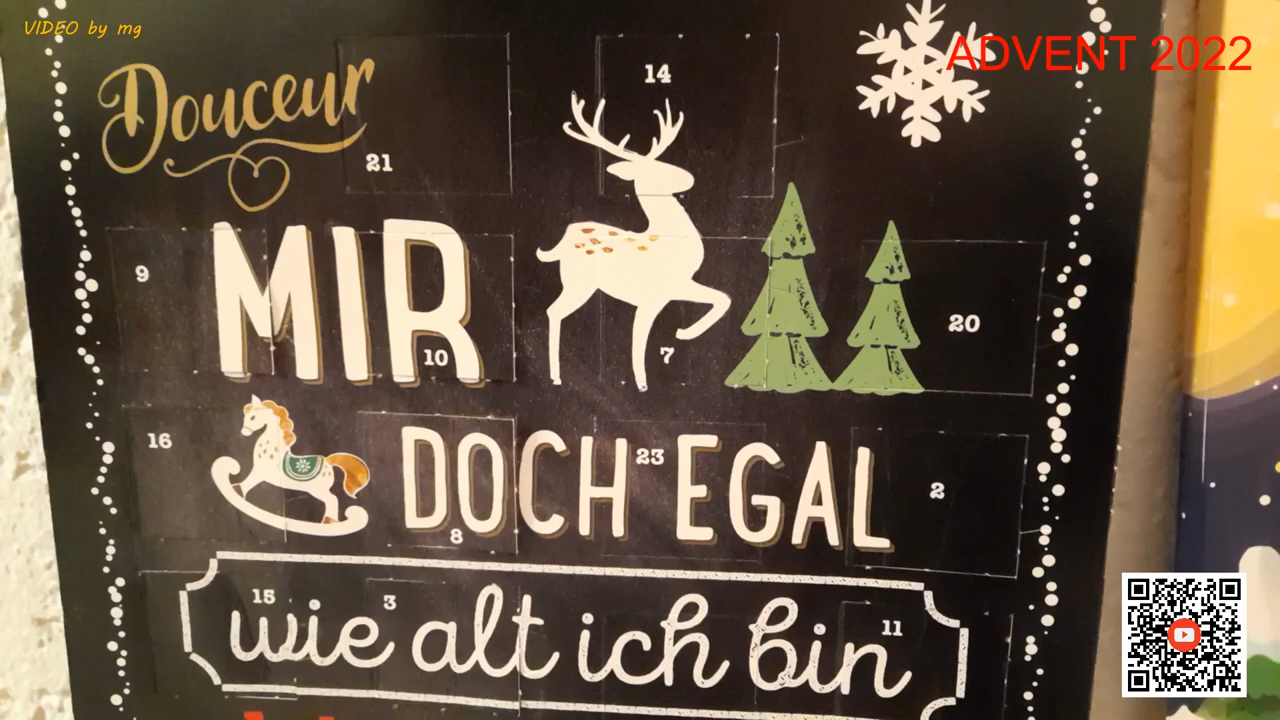 VIDEO by mg
ADVENT 2022
Douceur
14
21
MIR
9
10
7
20
DOCH EGAL
16
23
2
8
wie alt ich bin
15
3
11